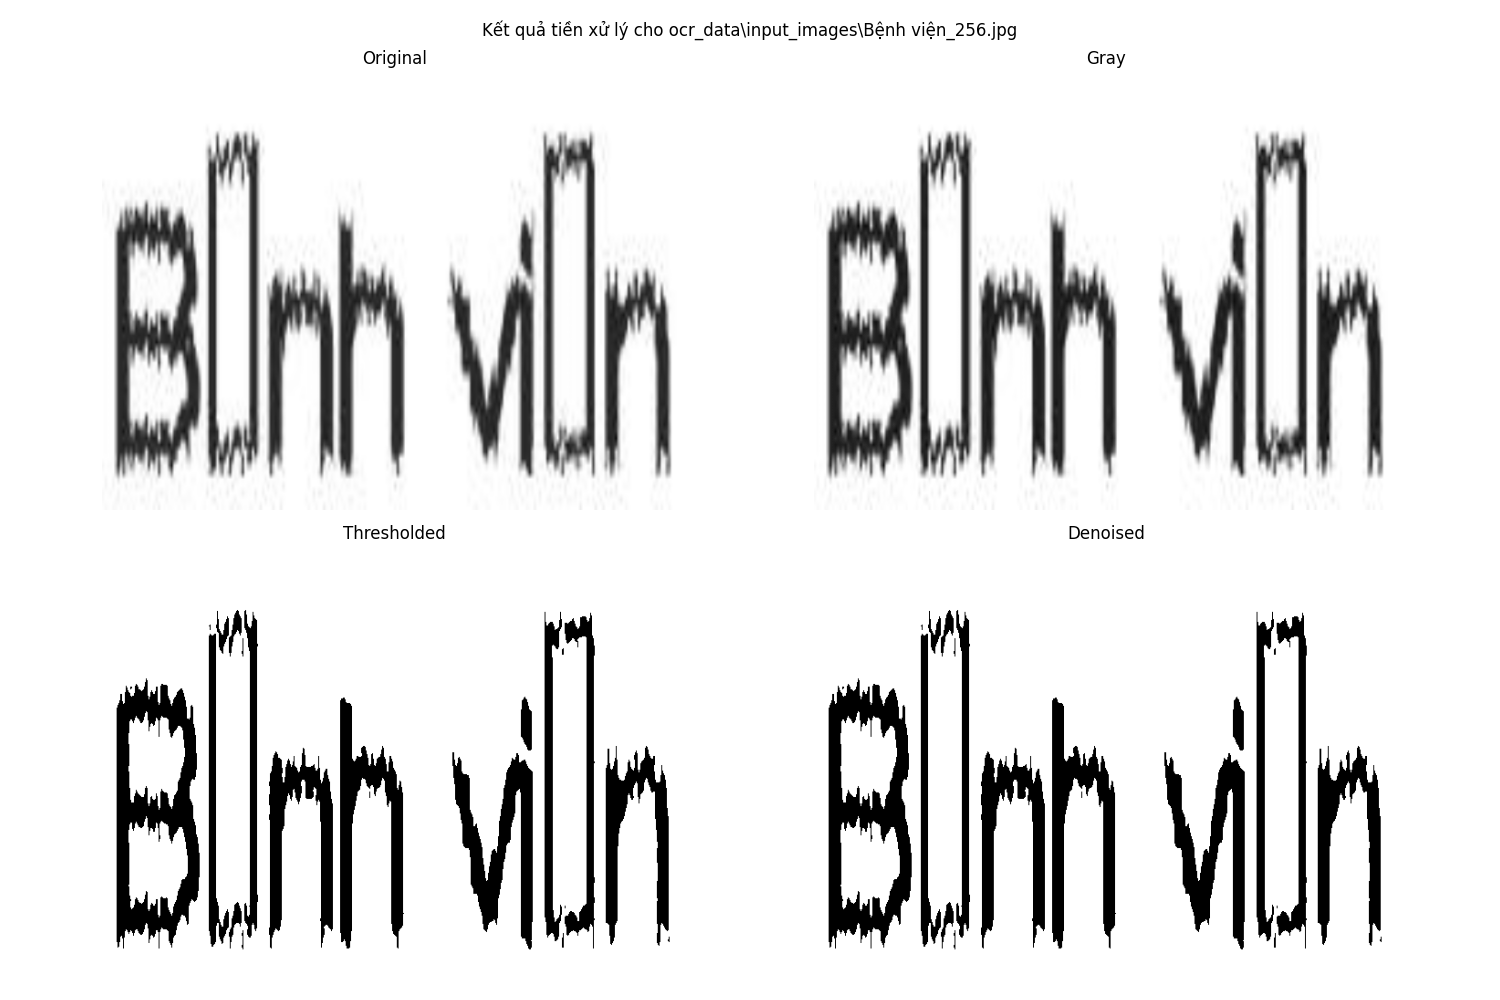 Kết quả tiền xử lý cho ocr_data\input_images\Bệnh viện_256.jpg
Original
Gray
B□nh vi□n
B□nh vi□n
Thresholded
Denoised
B□nh vi□n
B□nh vi□n